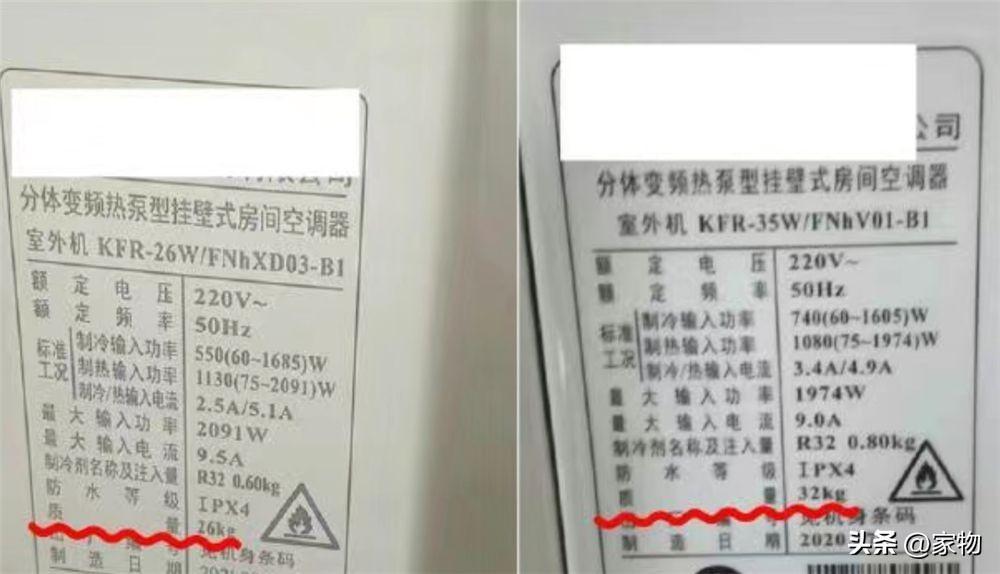 分体变频热泵型挂壁式房间空调器
室外机 KFR-26W/FNhXD03-B1
额定电压 220V~
额定频率 50Hz
标准工况 制冷输入功率 550(60~1685)W
制热输入功率 1130(75~2091)W
制冷/热输入电流 2.5A/5.1A
最大输入功率 2091W
最大输入电流 9.5A
制冷剂名称及注入量 R32 0.60kg
防水等级 IPX4
质量 26kg
见机身条码
制造日期
公司
分体变频热泵型挂壁式房间空调器
室外机 KFR-35W/FNhV01-B1
额定电压 220V~
额定频率 50Hz
标准工况 制冷输入功率 740(60~1605)W
制热输入功率 1080(75~1974)W
制冷/热输入电流 3.4A/4.9A
最大输入功率 1974W
最大输入电流 9.0A
制冷剂名称及注入量 R32 0.80kg
防水等级 IPX4
质量 32kg
见机身条码
制造日期 2020
头条 @家物